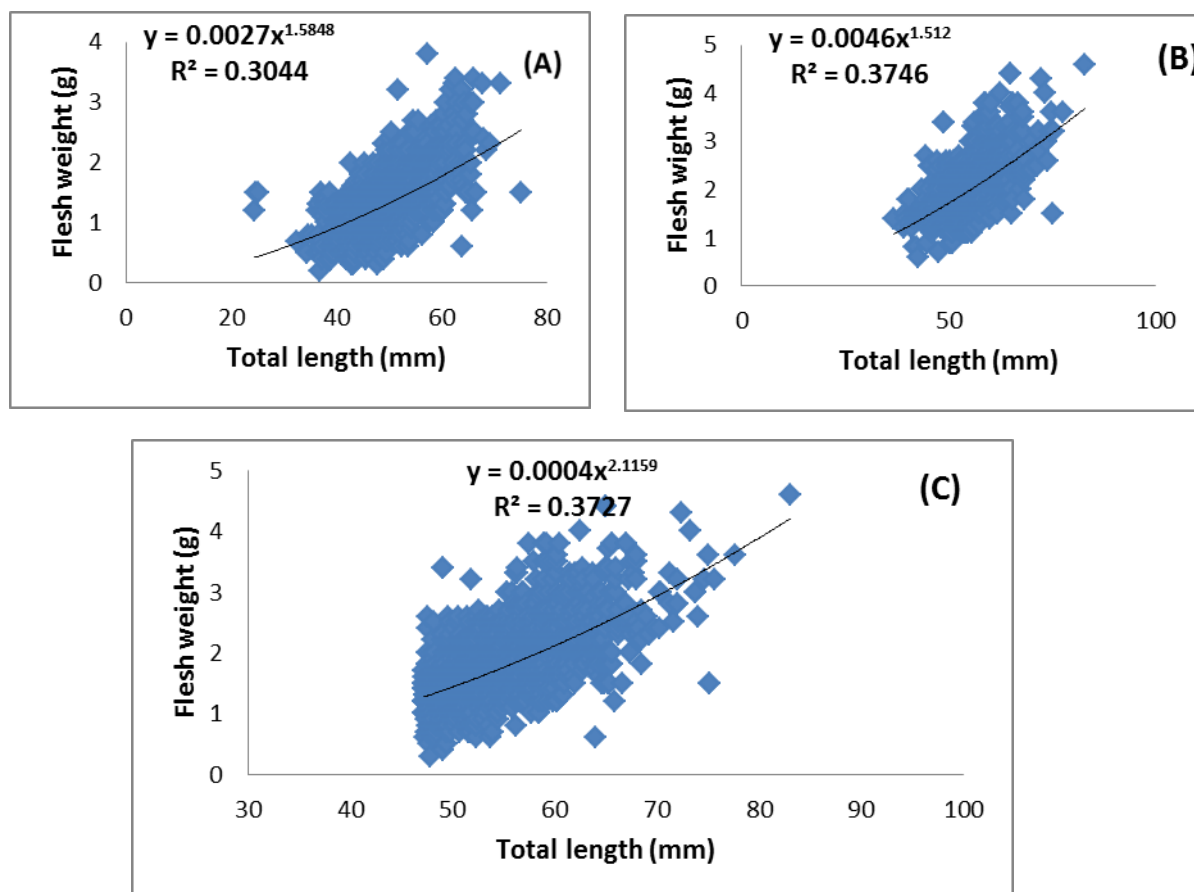 y = 0.0027x^1.5848
R² = 0.3044
(A)
Flesh weight (g)
4
3
2
1
0
0 20 40 60 80
Total length (mm)
y = 0.0046x^1.512
R² = 0.3746
(B)
Flesh wight (g)
5
4
3
2
1
0
0 50 100
Total length (mm)
y = 0.0004x^2.1159
R² = 0.3727
(C)
Flesh weight (g)
5
4
3
2
1
0
30 40 50 60 70 80 90 100
Total length (mm)